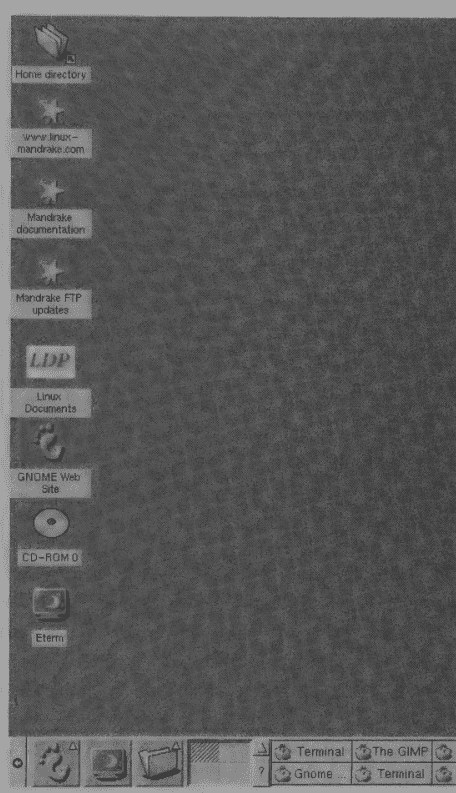 Home directory
www.linux-
mandrake.com
Mandrake
documentation
Mandrake FTP
updates
LDP
Linux
Documents
GNOME Web
Site
CD-ROM 0
Eterm
Terminal
The GIMP
?
Gnome ...
Terminal